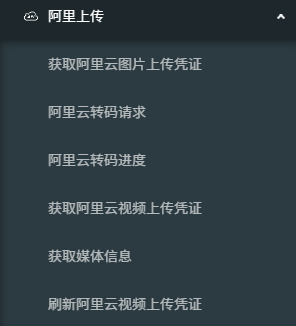 阿里上传
获取阿里云图片上传凭证
阿里云转码请求
阿里云转码进度
获取阿里云视频上传凭证
获取媒体信息
刷新阿里云视频上传凭证